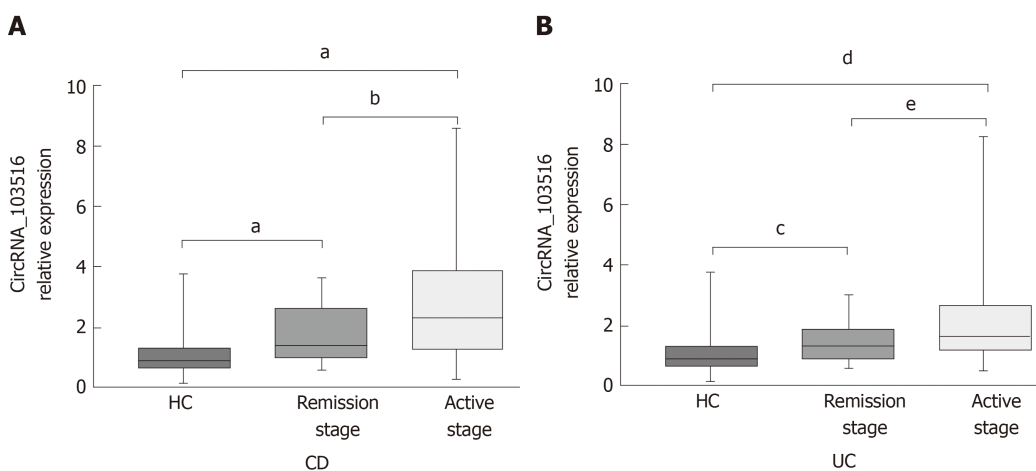 A
a
b
a
10
8
6
4
2
0
CircRNA_103516
relative expression
HC
Remission
stage
Active
stage
CD
B
d
e
c
10
8
6
4
2
0
CircRNA_103516
relative expression
HC
Remission
stage
Active
stage
UC